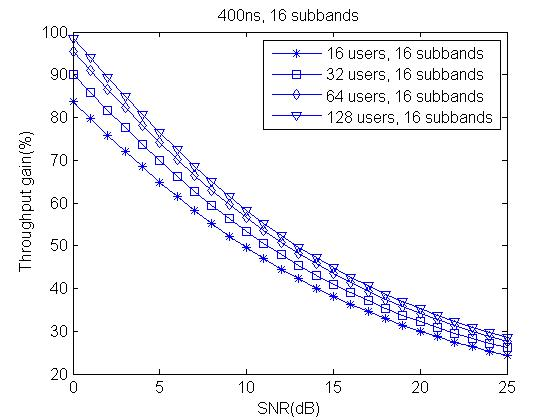 400ns, 16 subbands
100
90
80
70
60
50
40
30
20
Throughput gain(%)
16 users, 16 subbands
32 users, 16 subbands
64 users, 16 subbands
128 users, 16 subbands
0 5 10 15 20 25
SNR(dB)